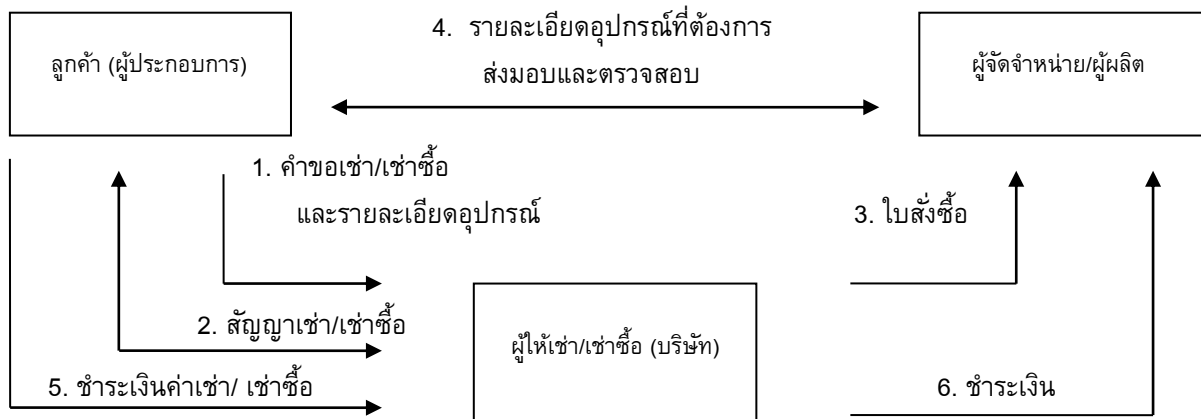 4. รายละเอียดอุปกรณ์ที่ต้องการ
ส่งมอบและตรวจสอบ
ลูกค้า (ผู้ประกอบการ)
ผู้จัดจำหน่าย/ผู้ผลิต
1. คำขอเช่า/เช่าซื้อ
และรายละเอียดอุปกรณ์
3. ใบสั่งซื้อ
2. สัญญาเช่า/เช่าซื้อ
ผู้ให้เช่า/เช่าซื้อ (บริษัท)
5. ชำระเงินค่าเช่า/ เช่าซื้อ
6. ชำระเงิน